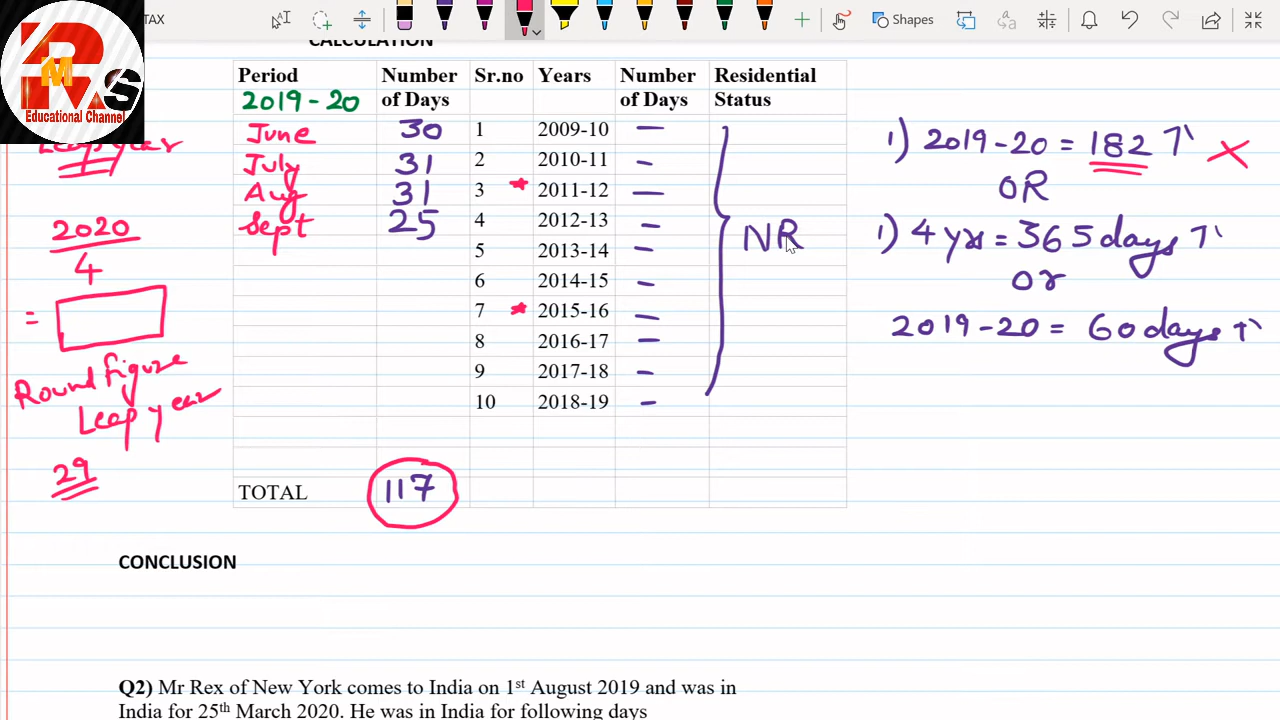 TAX
Shapes
R
M
S
Educational Channel
CALCULATION
Period Number Sr.no Years Number Residential
2019-20 of Days of Days Status
June 30 1 2009-10 —
July 31 2 2010-11 -
Aug 31 3 * 2011-12 —
Sept 25 4 2012-13 -
5 2013-14 -
6 2014-15 -
7 * 2015-16 -
8 2016-17 -
9 2017-18 -
10 2018-19 -
NR
TOTAL 117
Leap year
2020
4
=
Round figure
Leap year
29
1) 2019-20 = 182 ↑ ×
OR
1) 4 yrs = 365 days ↑
Or
2019-20 = 60 days ↑
CONCLUSION
Q2) Mr Rex of New York comes to India on 1st August 2019 and was in
India for 25th March 2020. He was in India for following days